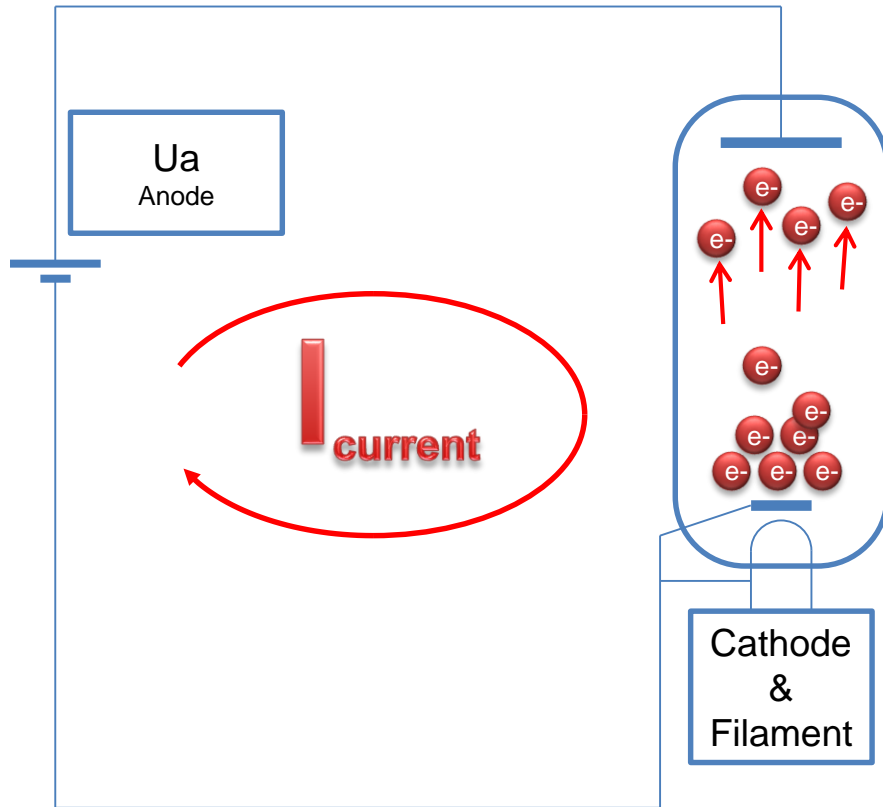 Ua
Anode
e-
e-
e-
e-
I current
e-
e-
e-
e-
e-
e-
e-
Cathode
&
Filament